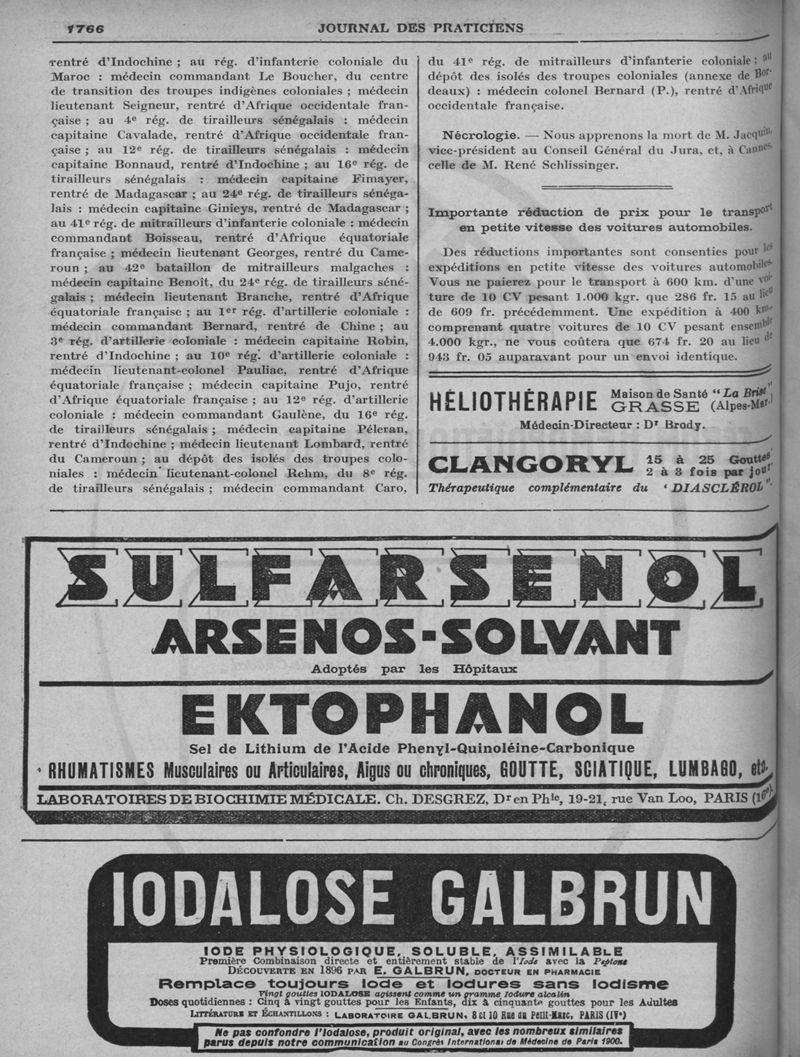 1766
JOURNAL DES PRATICIENS
rentré d'Indochine ; au rég. d'infanterie coloniale du
Maroc : médecin commandant Le Boucher, du centre
de transition des troupes indigènes coloniales ; médecin
lieutenant Seigneur, rentré d'Afrique occidentale fran-
çaise ; au 4e rég. de tirailleurs sénégalais : médecin
capitaine Cavalade, rentré d'Afrique occidentale fran-
çaise ; au 12e rég. de tirailleurs sénégalais : médecin
capitaine Bonnaud, rentré d'Indochine ; au 16e rég. de
tirailleurs sénégalais : médecin capitaine Fimayer,
rentré de Madagascar ; au 24e rég. de tirailleurs sénéga-
lais : médecin capitaine Ginieys, rentré de Madagascar ;
au 41e rég. de mitrailleurs d'infanterie coloniale : médecin
commandant Boisseau, rentré d'Afrique équatoriale
française ; médecin lieutenant Georges, rentré du Came-
roun ; au 42e bataillon de mitrailleurs malgaches :
médecin capitaine Benoît, du 24e rég. de tirailleurs séné-
galais ; médecin lieutenant Branche, rentré d'Afrique
équatoriale française ; au 1er rég. d'artillerie coloniale :
médecin commandant Bernard, rentré de Chine ; au
3e rég. d'artillerie coloniale : médecin capitaine Robin,
rentré d'Indochine ; au 10e rég. d'artillerie coloniale :
médecin lieutenant-colonel Pauliac, rentré d'Afrique
équatoriale française ; médecin capitaine Pujo, rentré
d'Afrique équatoriale française ; au 12e rég. d'artillerie
coloniale : médecin commandant Gaulène, du 16e rég.
de tirailleurs sénégalais ; médecin capitaine Péleran,
rentré d'Indochine ; médecin lieutenant Lombard, rentré
du Cameroun ; au dépôt des isolés des troupes colo-
niales : médecin lieutenant-colonel Rehm, du 8e rég.
de tirailleurs sénégalais ; médecin commandant Caro,
du 41e rég. de mitrailleurs d'infanterie coloniale ; au
dépôt des isolés des troupes coloniales (annexe de Bor-
deaux) : médecin colonel Bernard (P.), rentré d'Afrique
occidentale française.
Nécrologie. — Nous apprenons la mort de M. Jacquin,
vice-président au Conseil Général du Jura, et, à Cannes,
celle de M. René Schlissinger.
Importante réduction de prix pour le transport
en petite vitesse des voitures automobiles.
Des réductions importantes sont consenties pour les
expéditions en petite vitesse des voitures automobiles.
Vous ne paierez pour le transport à 600 km. d'une voi-
ture de 10 CV pesant 1.000 kgr. que 286 fr. 15 au lieu
de 609 fr. précédemment. Une expédition à 400 km.
comprenant quatre voitures de 10 CV pesant ensemble
4.000 kgr., ne vous coûtera que 674 fr. 20 au lieu de
943 fr. 05 auparavant pour un envoi identique.
HÉLIOTHÉRAPIE Maison de Santé "La Brise"
GRASSE (Alpes-Mar.)
Médecin-Directeur : Dr Brody.
CLANGORYL 15 à 25 Gouttes
2 à 3 fois par jour
Thérapeutique complémentaire du 'DIASCLÉROL".
SULFARSENOL
ARSENOS-SOLVANT
Adoptés par les Hôpitaux
EKTOPHANOL
Sel de Lithium de l'Acide Phenyl-Quinoléine-Carbonique
RHUMATISMES Musculaires ou Articulaires, Aigus ou chroniques, GOUTTE, SCIATIQUE, LUMBAGO, etc.
LABORATOIRES DE BIOCHIMIE MÉDICALE. Ch. DESGREZ, Dr en Phie, 19-21, rue Van Loo, PARIS (16e).
IODALOSE GALBRUN
IODE PHYSIOLOGIQUE, SOLUBLE, ASSIMILABLE
Première Combinaison directe et entièrement stable de l'Iode avec la Peptone
DÉCOUVERTE EN 1896 PAR E. GALBRUN, DOCTEUR EN PHARMACIE
Remplace toujours Iode et Iodures sans Iodisme
Vingt gouttes IODALOSE agissent comme un gramme Iodure alcalin
Doses quotidiennes : Cinq à vingt gouttes pour les Enfants, dix à cinquante gouttes pour les Adultes
LITTÉRATURE ET ÉCHANTILLONS : LABORATOIRE GALBRUN, 8 et 10 Rue du Petit-Musc, PARIS (IVe)
Ne pas confondre l'Iodalose, produit original, avec les nombreux similaires
parus depuis notre communication au Congrès International de Médecine de Paris 1900.